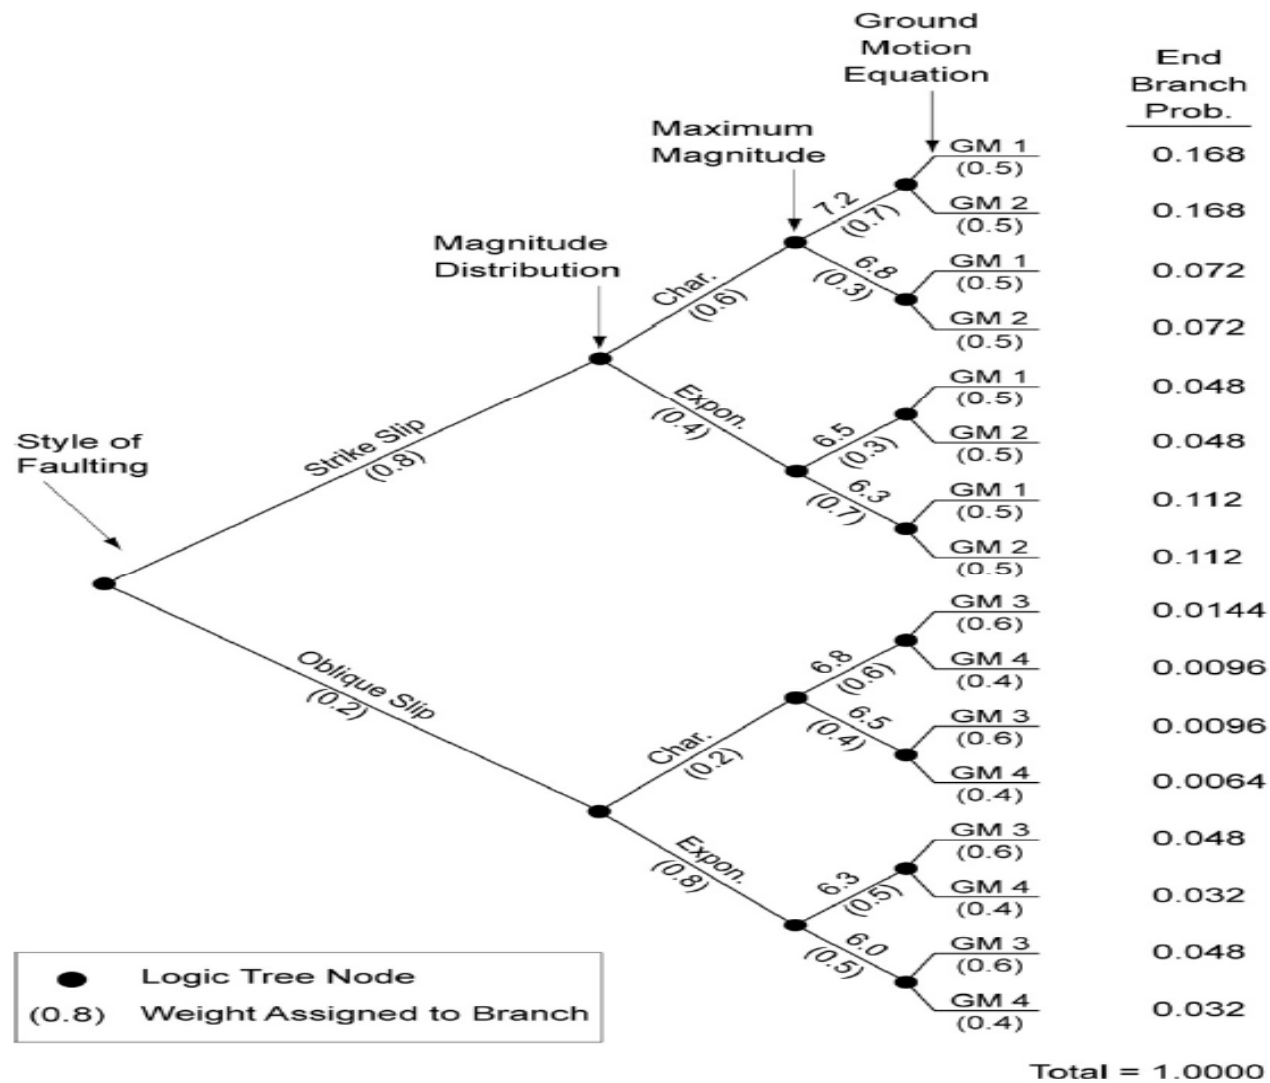 Ground
Motion
Equation
End
Branch
Prob.
Maximum
Magnitude
Magnitude
Distribution
Style of
Faulting
Strike Slip
(0.8)
Oblique Slip
(0.2)
Char.
(0.6)
Expon.
(0.4)
Char.
(0.2)
Expon.
(0.8)
7.2
(0.7)
6.8
(0.3)
6.5
(0.3)
6.3
(0.7)
6.8
(0.6)
6.5
(0.4)
6.3
(0.5)
6.0
(0.5)
GM 1
(0.5)
0.168
GM 2
(0.5)
0.168
GM 1
(0.5)
0.072
GM 2
(0.5)
0.072
GM 1
(0.5)
0.048
GM 2
(0.5)
0.048
GM 1
(0.5)
0.112
GM 2
(0.5)
0.112
GM 3
(0.6)
0.0144
GM 4
(0.4)
0.0096
GM 3
(0.6)
0.0096
GM 4
(0.4)
0.0064
GM 3
(0.6)
0.048
GM 4
(0.4)
0.032
GM 3
(0.6)
0.048
GM 4
(0.4)
0.032
Logic Tree Node
(0.8) Weight Assigned to Branch
Total = 1.0000